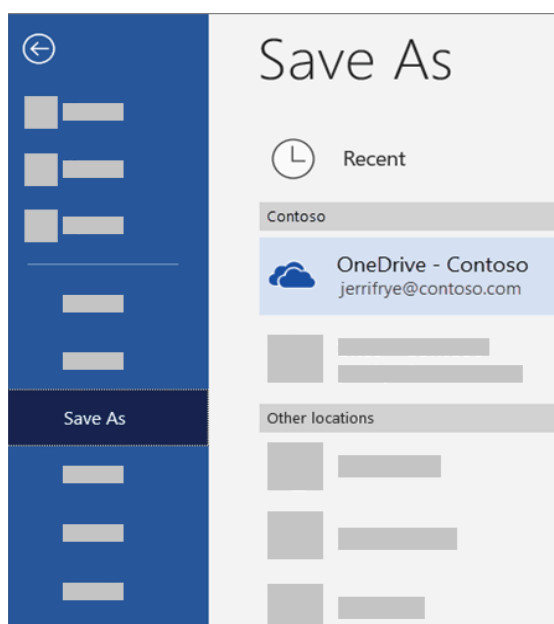 Save As
Recent
Contoso
OneDrive - Contoso
jerrifrye@contoso.com
Save As
Other locations